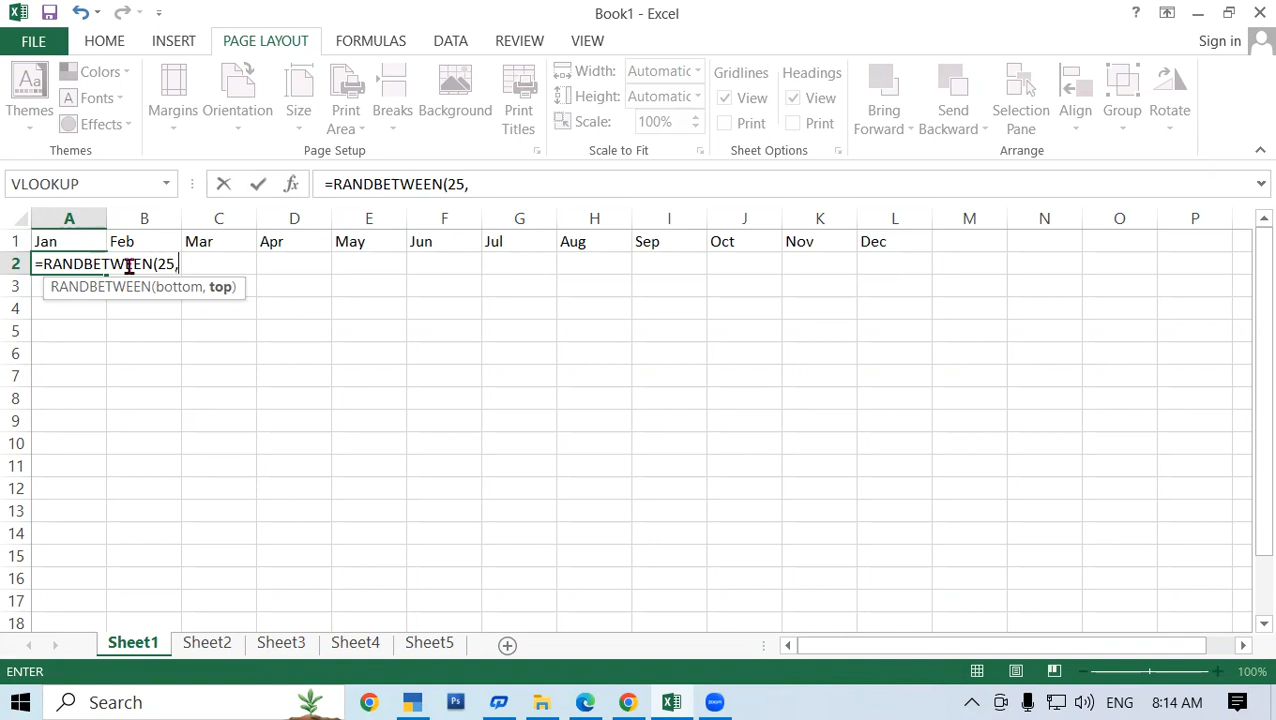 Book1 - Excel
?
FILE HOME INSERT PAGE LAYOUT FORMULAS DATA REVIEW VIEW Sign in
Themes Colors Fonts Effects Margins Orientation Size Print Area Breaks Background Print Titles Width: Automatic Height: Automatic Scale: 100% Gridlines View Print Headings View Print Bring Forward Send Backward Selection Pane Align Group Rotate
Themes Page Setup Scale to Fit Sheet Options Arrange
VLOOKUP fx =RANDBETWEEN(25,
A B C D E F G H I J K L M N O P
1 Jan Feb Mar Apr May Jun Jul Aug Sep Oct Nov Dec
2 =RANDBETWEEN(25,
3 RANDBETWEEN(bottom, top)
4
5
6
7
8
9
10
11
12
13
14
15
16
17
18
Sheet1 Sheet2 Sheet3 Sheet4 Sheet5
ENTER 100%
Search Ps ENG 8:14 AM